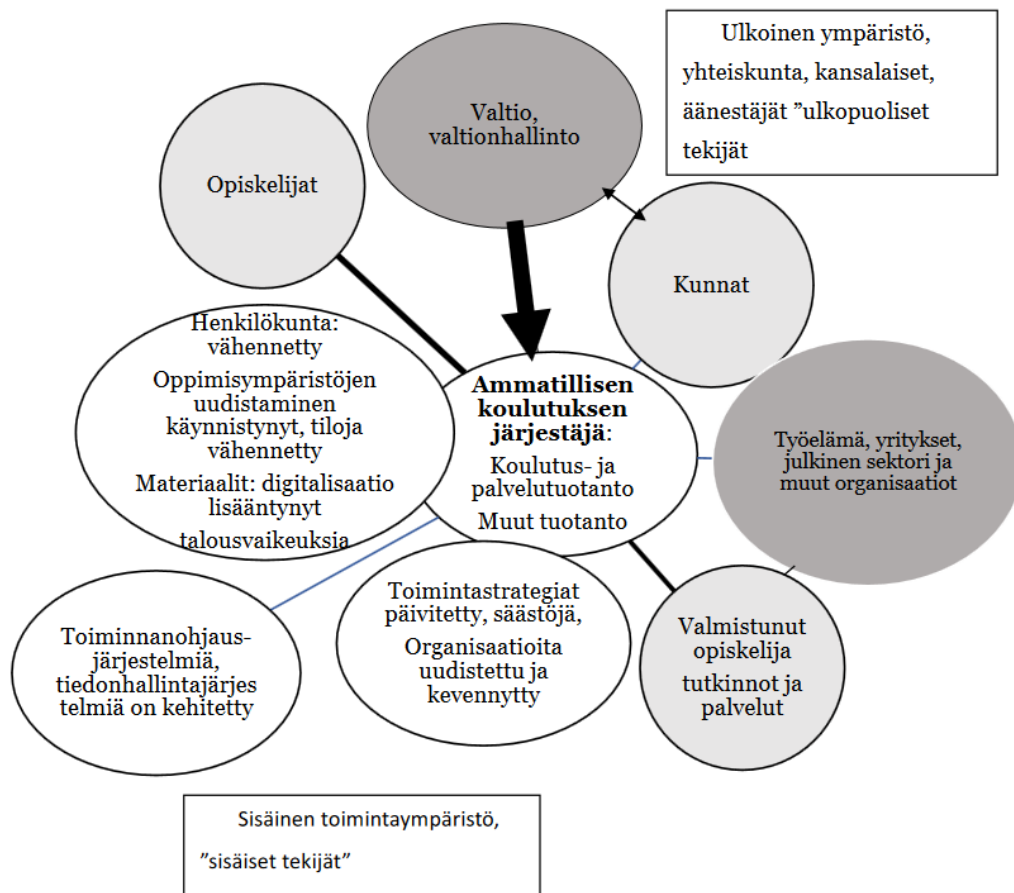 Ulkoinen ympäristö,
yhteiskunta, kansalaiset,
äänestäjät ”ulkopuoliset
tekijät
Valtio,
valtionhallinto
Opiskelijat
Kunnat
Henkilökunta:
vähennetty
Oppimisympäristöjen
uudistaminen
käynnistynyt, tiloja
vähennetty
Materiaalit: digitalisaatio
lisääntynyt
talousvaikeuksia
Ammatillisen
koulutuksen
järjestäjä:
Koulutus- ja
palvelutuotanto
Muut tuotanto
Työelämä, yritykset,
julkinen sektori ja
muut organisaatiot
Toiminnanohjaus-
järjestelmiä,
tiedonhallintajärjes
telmiä on kehitetty
Toimintastrategiat
päivitetty, säästöjä,
Organisaatioita
uudistettu ja
kevennytty
Valmistunut
opiskelija
tutkinnot ja
palvelut
Sisäinen toimintaympäristö,
”sisäiset tekijät”